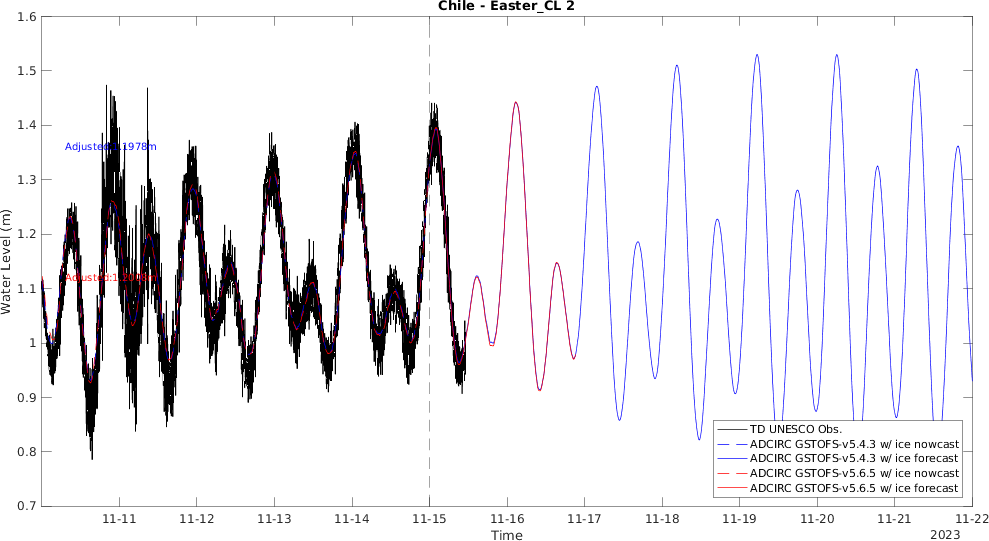 Chile - Easter_CL 2
Water Level (m)
1.6
1.5
1.4
1.3
1.2
1.1
1
0.9
0.8
0.7
11-11
11-12
11-13
11-14
11-15
11-16
11-17
11-18
11-19
11-20
11-21
11-22
Time
2023
TD UNESCO Obs.
ADCIRC GSTOFS-v5.4.3 w/ ice nowcast
ADCIRC GSTOFS-v5.4.3 w/ ice forecast
ADCIRC GSTOFS-v5.6.5 w/ ice nowcast
ADCIRC GSTOFS-v5.6.5 w/ ice forecast